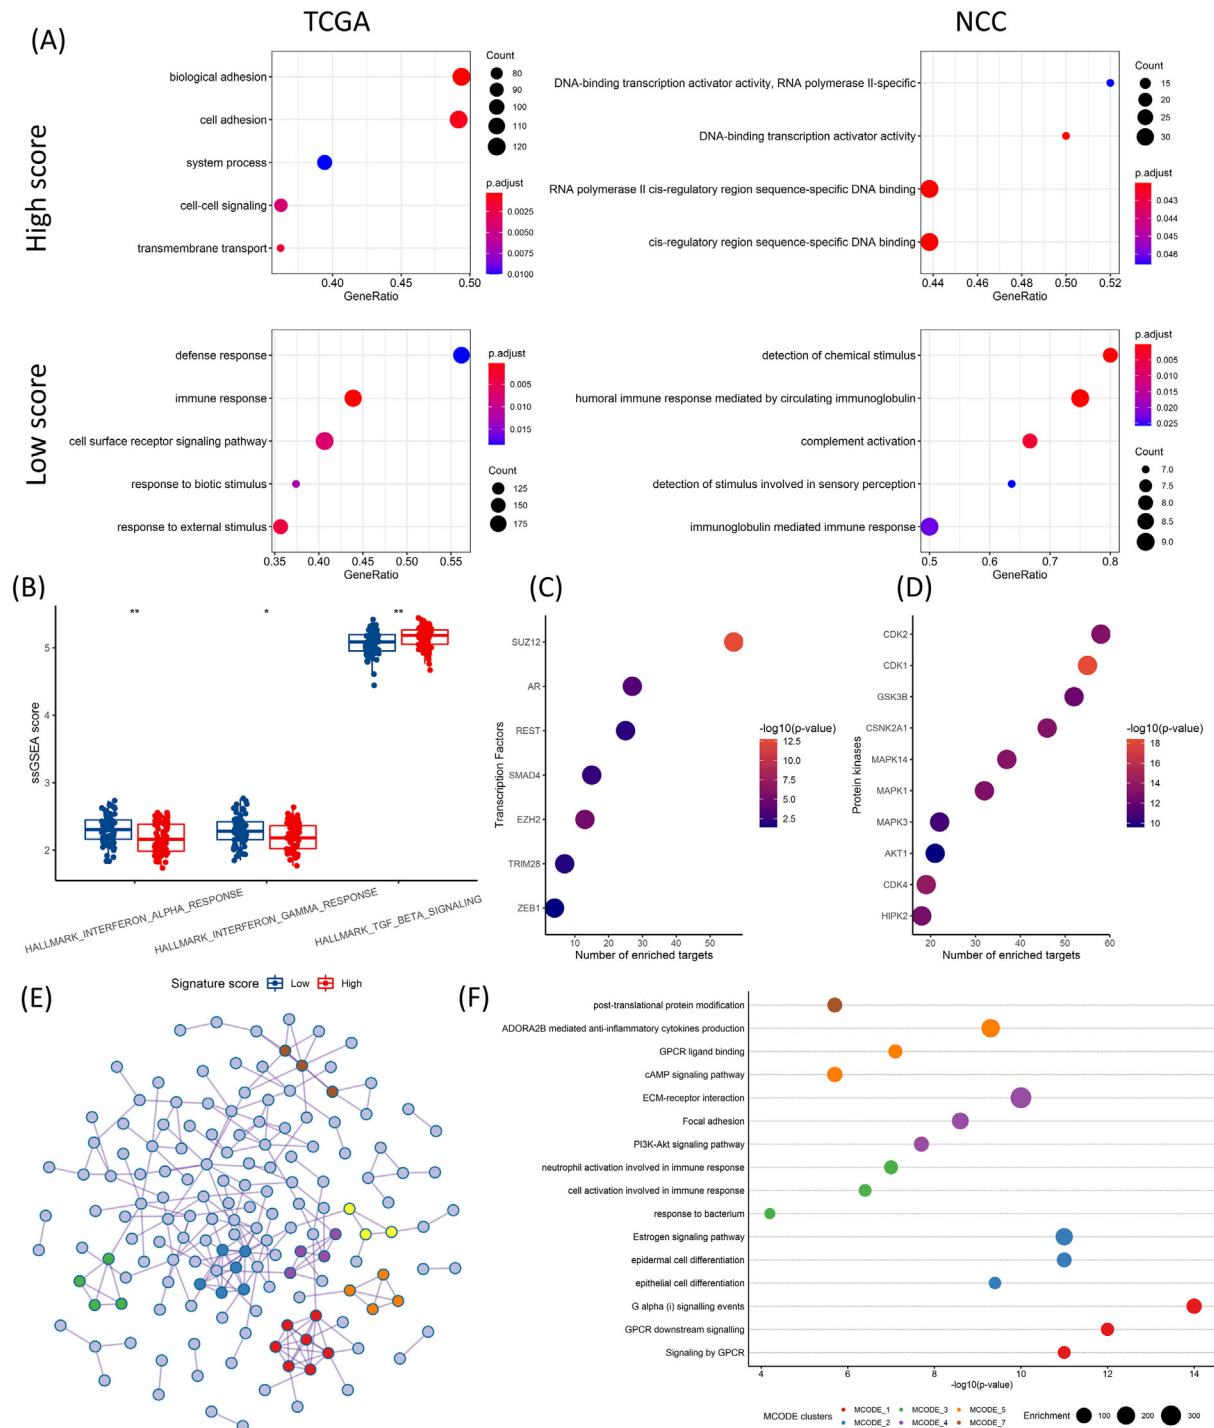 TCGA
NCC
(A)
High score
biological adhesion
cell adhesion
system process
cell-cell signaling
transmembrane transport
0.40
0.45
0.50
GeneRatio
Count
80
90
100
110
120
p.adjust
0.0025
0.0050
0.0075
0.0100
DNA-binding transcription activator activity, RNA polymerase II-specific
DNA-binding transcription activator activity
RNA polymerase II cis-regulatory region sequence-specific DNA binding
cis-regulatory region sequence-specific DNA binding
0.44
0.46
0.48
0.50
0.52
GeneRatio
Count
15
20
25
30
p.adjust
0.043
0.044
0.045
0.046
Low score
defense response
immune response
cell surface receptor signaling pathway
response to biotic stimulus
response to external stimulus
0.35
0.40
0.45
0.50
0.55
GeneRatio
p.adjust
0.005
0.010
0.015
Count
125
150
175
detection of chemical stimulus
humoral immune response mediated by circulating immunoglobulin
complement activation
detection of stimulus involved in sensory perception
immunoglobulin mediated immune response
0.5
0.6
0.7
0.8
GeneRatio
p.adjust
0.005
0.010
0.015
0.020
0.025
Count
7.0
7.5
8.0
8.5
9.0
(B)
**
*
**
ssGSEA score
5
4
3
2
HALLMARK_INTERFERON_ALPHA_RESPONSE
HALLMARK_INTERFERON_GAMMA_RESPONSE
HALLMARK_TGF_BETA_SIGNALING
Signature score
Low
High
(C)
Transcription Factors
SUZ12
AR
REST
SMAD4
EZH2
TRIM28
ZEB1
10
20
30
40
50
Number of enriched targets
-log10(p-value)
12.5
10.0
7.5
5.0
2.5
(D)
Protein kinases
CDK2
CDK1
GSK3B
CSNK2A1
MAPK14
MAPK1
MAPK3
AKT1
CDK4
HIPK2
20
30
40
50
60
Number of enriched targets
-log10(p-value)
18
16
14
12
10
(E)
(F)
post-translational protein modification
ADORA2B mediated anti-inflammatory cytokines production
GPCR ligand binding
cAMP signaling pathway
ECM-receptor interaction
Focal adhesion
PI3K-Akt signaling pathway
neutrophil activation involved in immune response
cell activation involved in immune response
response to bacterium
Estrogen signaling pathway
epidermal cell differentiation
epithelial cell differentiation
G alpha (i) signalling events
GPCR downstream signalling
Signaling by GPCR
4
6
8
10
12
14
-log10(p-value)
MCODE clusters
MCODE_1
MCODE_2
MCODE_3
MCODE_4
MCODE_5
MCODE_7
Enrichment
100
200
300